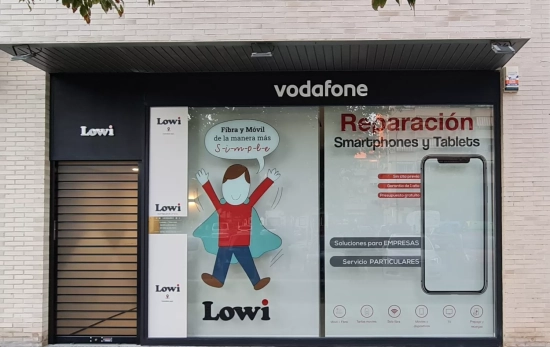 vodafone
Lowi
Lowi
Lowi
Lowi
Fibra y Móvil
de la manera más
S-i-m-p-l-e
Lowi
Reparación
Smartphones y Tablets
Soluciones para EMPRESAS
Servicio PARTICULARES